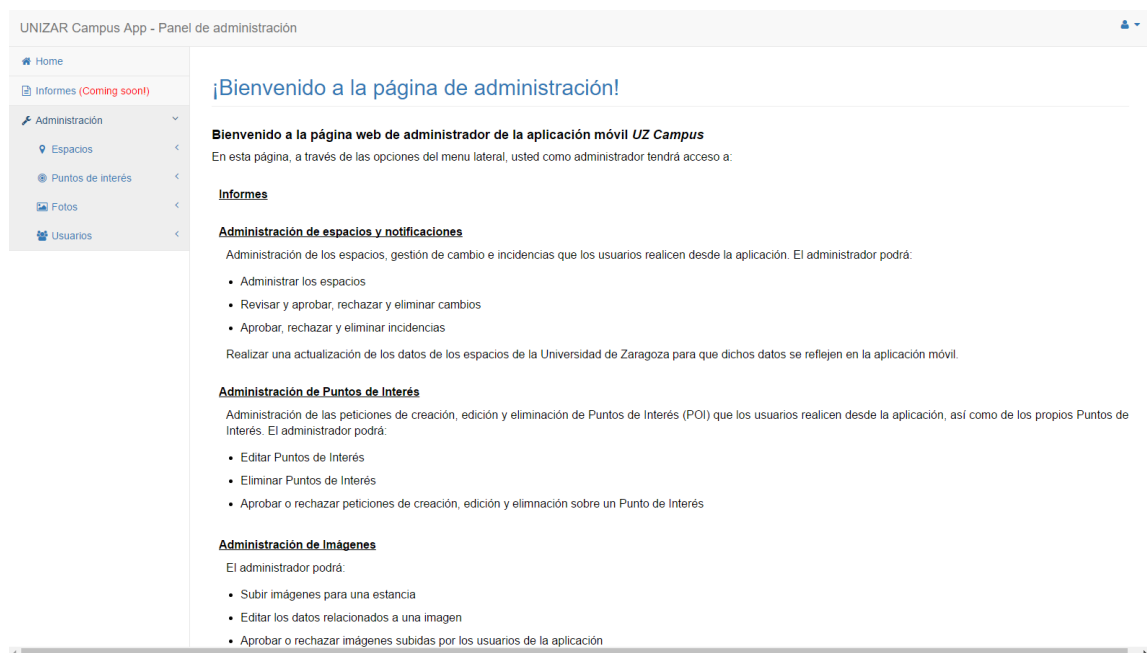 UNIZAR Campus App - Panel de administración
Home
Informes (Coming soon!)
Administración
Espacios
Puntos de interés
Fotos
Usuarios
¡Bienvenido a la página de administración!
Bienvenido a la página web de administrador de la aplicación móvil UZ Campus
En esta página, a través de las opciones del menu lateral, usted como administrador tendrá acceso a:
Informes
Administración de espacios y notificaciones
Administración de los espacios, gestión de cambio e incidencias que los usuarios realicen desde la aplicación. El administrador podrá:
• Administrar los espacios
• Revisar y aprobar, rechazar y eliminar cambios
• Aprobar, rechazar y eliminar incidencias
Realizar una actualización de los datos de los espacios de la Universidad de Zaragoza para que dichos datos se reflejen en la aplicación móvil.
Administración de Puntos de Interés
Administración de las peticiones de creación, edición y eliminación de Puntos de Interés (POI) que los usuarios realicen desde la aplicación, así como de los propios Puntos de
Interés. El administrador podrá:
• Editar Puntos de Interés
• Eliminar Puntos de Interés
• Aprobar o rechazar peticiones de creación, edición y elimnación sobre un Punto de Interés
Administración de Imágenes
El administrador podrá:
• Subir imágenes para una estancia
• Editar los datos relacionados a una imagen
• Aprobar o rechazar imágenes subidas por los usuarios de la aplicación